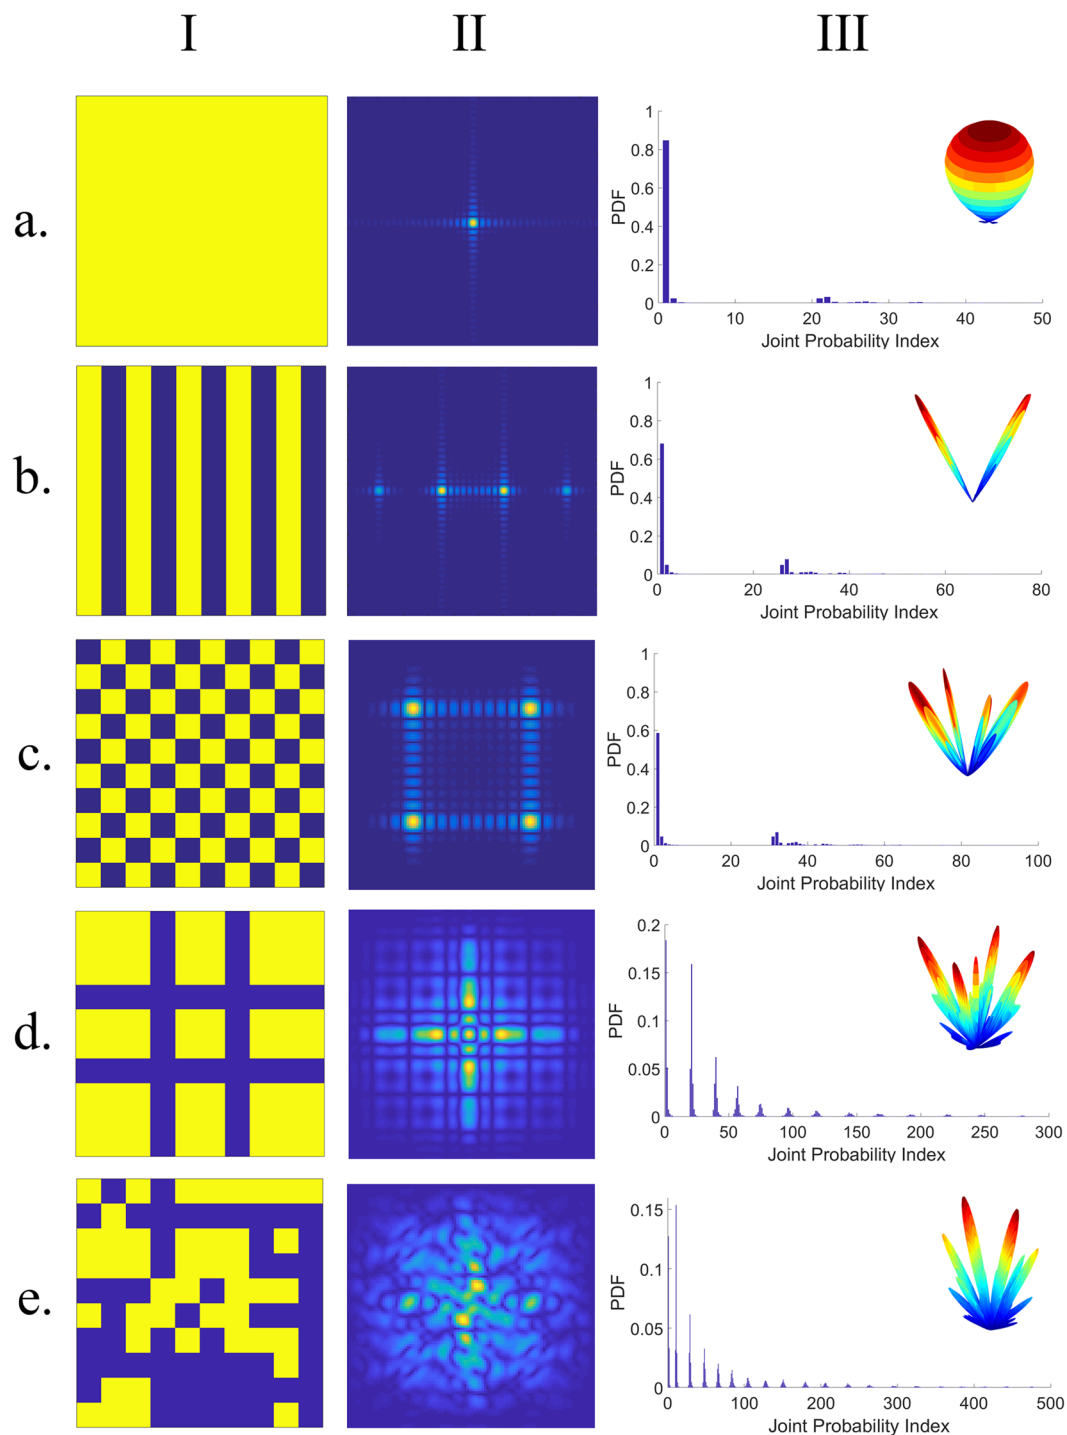 I II III
a.
1
0.8
0.6
0.4
0.2
0
PDF
0 10 20 30 40 50
Joint Probability Index
b.
1
0.8
0.6
0.4
0.2
0
PDF
0 20 40 60 80
Joint Probability Index
c.
1
0.8
0.6
0.4
0.2
0
PDF
0 20 40 60 80 100
Joint Probability Index
d.
0.2
0.15
0.1
0.05
0
PDF
0 50 100 150 200 250 300
Joint Probability Index
e.
0.15
0.1
0.05
0
PDF
0 100 200 300 400 500
Joint Probability Index